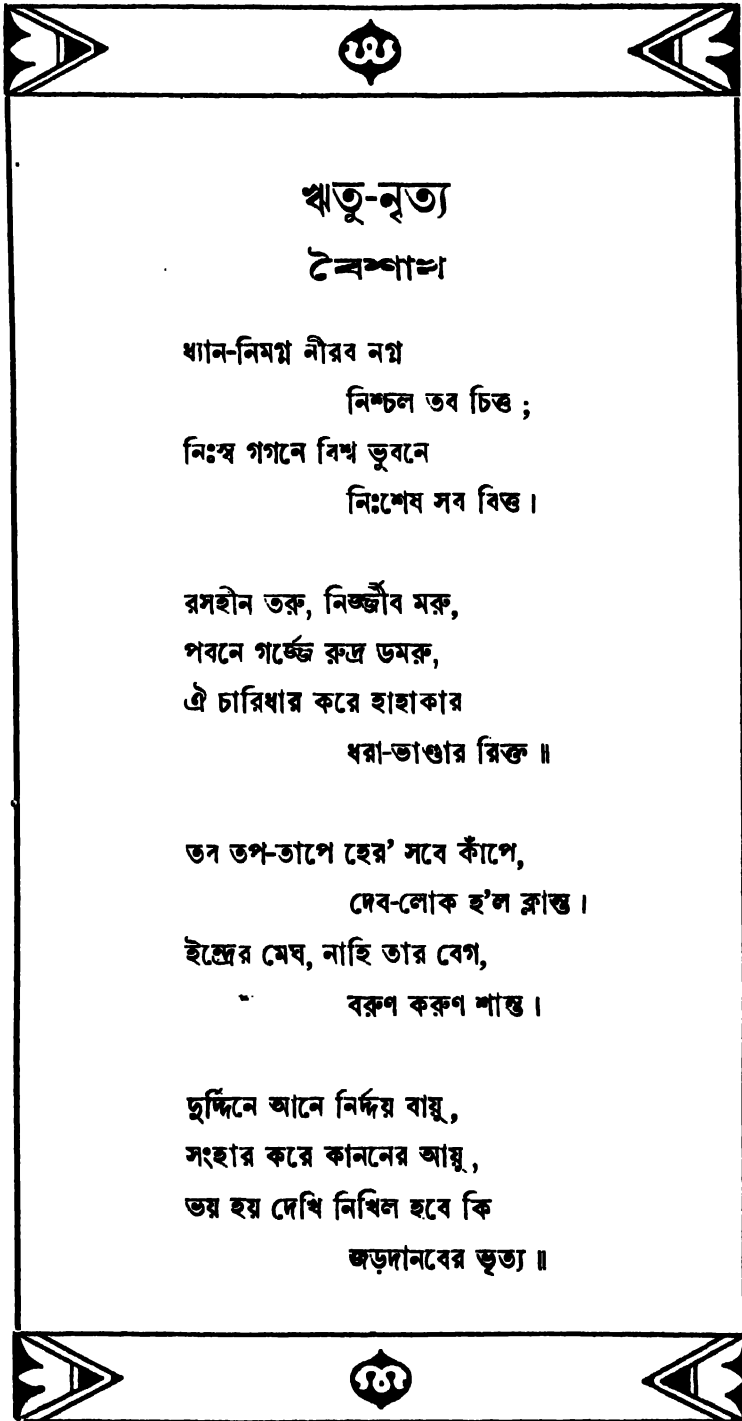 ঋতু-নৃত্য
বৈশাখ
ধ্যান-নিমগ্ন নীরব নগ্ন
নিশ্চল তব চিত্ত ;
নিঃস্ব গগনে বিশ্ব ভুবনে
নিঃশেষ সব বিত্ত ।
রসহীন তরু, নির্জ্জীব মরু,
পবনে গর্জ্জে রুদ্র ডমরু,
ঐ চারিধার করে হাহাকার
ধরা-ভাণ্ডার রিক্ত ॥
তব তপ-তাপে হের’ সবে কাঁপে,
দেব-লোক হ’ল ক্লান্ত ।
ইন্দ্রের মেঘ, নাহি তার বেগ,
বরুণ করুণ শান্ত ।
দুর্দ্দিনে আনে নির্দ্দয় বায়ু,
সংহার করে কাননের আয়ু,
ভয় হয় দেখি নিখিল হবে কি
জড়দানবের ভৃত্য ॥